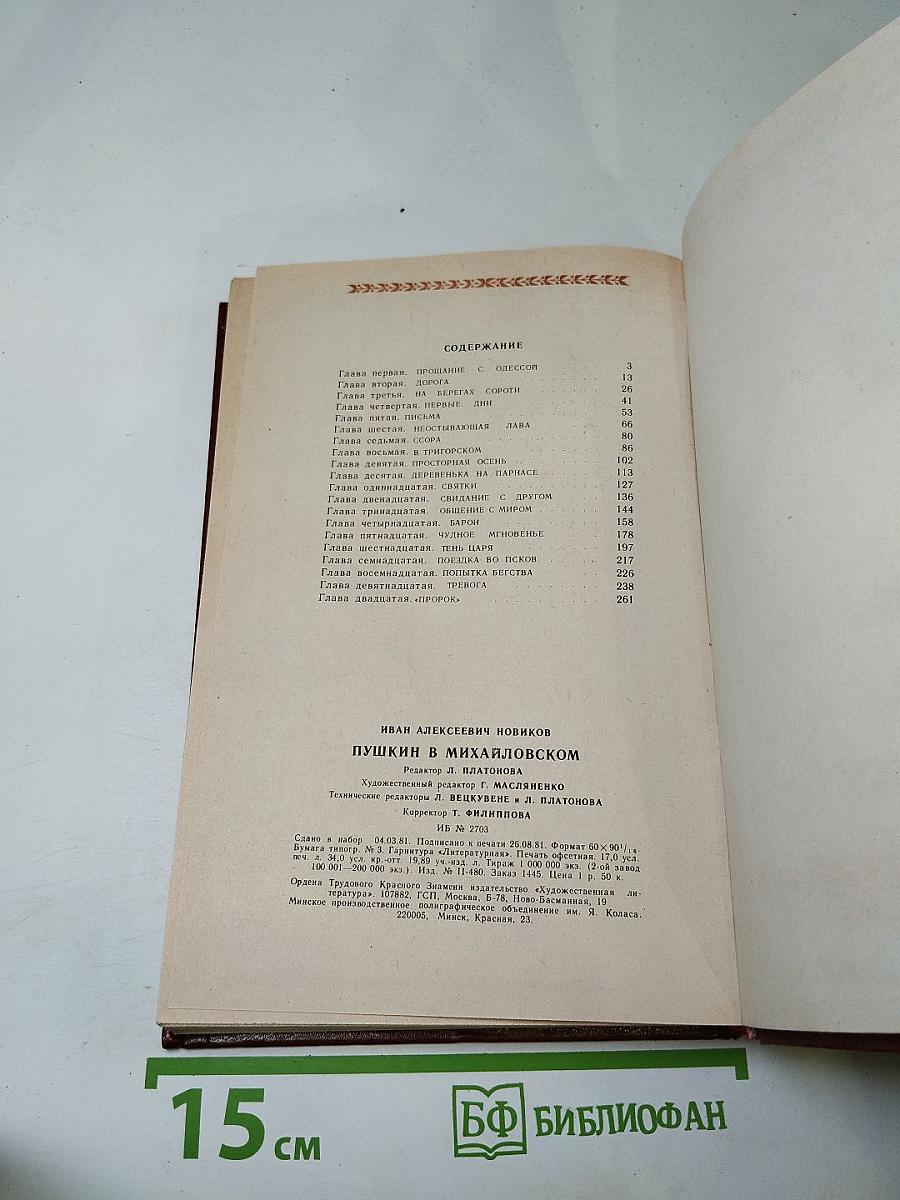 СОДЕРЖАНИЕ
Глава первая. ПРОЩАНИЕ С ОДЕССОЙ 3
Глава вторая. ДОРОГА 13
Глава третья. НА БЕРЕГАХ СОРОТИ 26
Глава четвертая. ПЕРВЫЕ ДНИ 41
Глава пятая. ПИСЬМА 53
Глава шестая. НЕОСТЫВАЮЩАЯ ЛАВА 66
Глава седьмая. ССОРА 80
Глава восьмая. В ТРИГОРСКОМ 86
Глава девятая. ПРОСТОРНАЯ ОСЕНЬ 102
Глава десятая. ДЕРЕВЕНЬКА НА ПАРНАСЕ 113
Глава одиннадцатая. СВЯТКИ 127
Глава двенадцатая. СВИДАНИЕ С ДРУГОМ 136
Глава тринадцатая. ОБЩЕНИЕ С МИРОМ 144
Глава четырнадцатая. БАРОН 158
Глава пятнадцатая. ЧУДНОЕ МГНОВЕНЬЕ 178
Глава шестнадцатая. ТЕНЬ ЦАРЯ 197
Глава семнадцатая. ПОЕЗДКА ВО ПСКОВ 217
Глава восемнадцатая. ПОПЫТКА БЕГСТВА 226
Глава девятнадцатая. ТРЕВОГА 238
Глава двадцатая. «ПРОРОК» 261
ИВАН АЛЕКСЕЕВИЧ НОВИКОВ
ПУШКИН В МИХАЙЛОВСКОМ
Редактор Л. ПЛАТОНОВА
Художественный редактор Г. МАСЛЯНЕНКО
Технические редакторы Л. ВЕЦКУВЕНЕ и Л. ПЛАТОНОВА
Корректор Т. ФИЛИППОВА
ИБ № 2703
Сдано в набор 04.03.81. Подписано к печати 26.08.81. Формат 60×90¹/₁₆.
Бумага типогр. № 3. Гарнитура «Литературная». Печать офсетная. 17,0 усл.
печ. л. 34,0 усл. кр.-отт. 19,89 уч.-изд. л. Тираж 1 000 000 экз. (2-ой завод
100 001—200 000 экз.). Изд. № II-480. Заказ 1445. Цена 1 р. 50 к.
Ордена Трудового Красного Знамени издательство «Художественная ли-
тература». 107882, ГСП, Москва, Б-78, Ново-Басманная, 19
Минское производственное полиграфическое объединение им. Я. Коласа.
220005, Минск, Красная, 23.
15 см
БФ БИБЛИОФАН